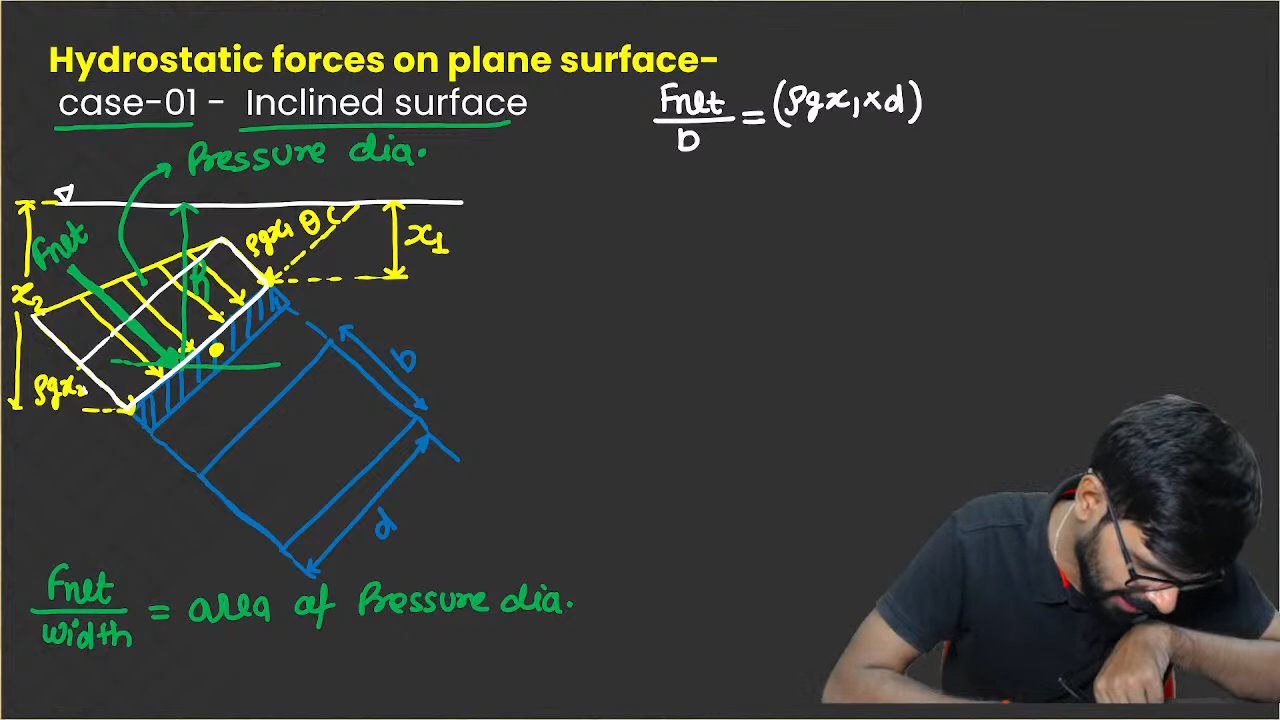 Hydrostatic forces on plane surface-
case-01 - Inclined surface
Fnet/b = (ρgx₁×d)
Pressure dia.
Fnet
ρgx₁ θ
x₁
x₂
h̄
ρgx₂
b
d
Fnet/width = area of Pressure dia.